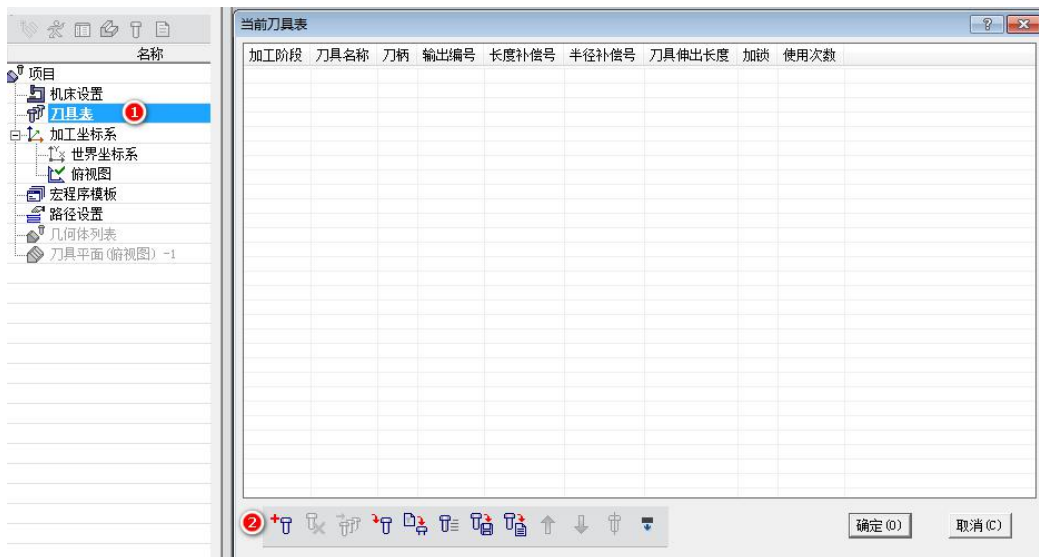 名称
项目
机床设置
刀具表 1
加工坐标系
世界坐标系
俯视图
宏程序模板
路径设置
几何体列表
刀具平面(俯视图) -1
当前刀具表
加工阶段 刀具名称 刀柄 输出编号 长度补偿号 半径补偿号 刀具伸出长度 加锁 使用次数
2
确定(O) 取消(C)